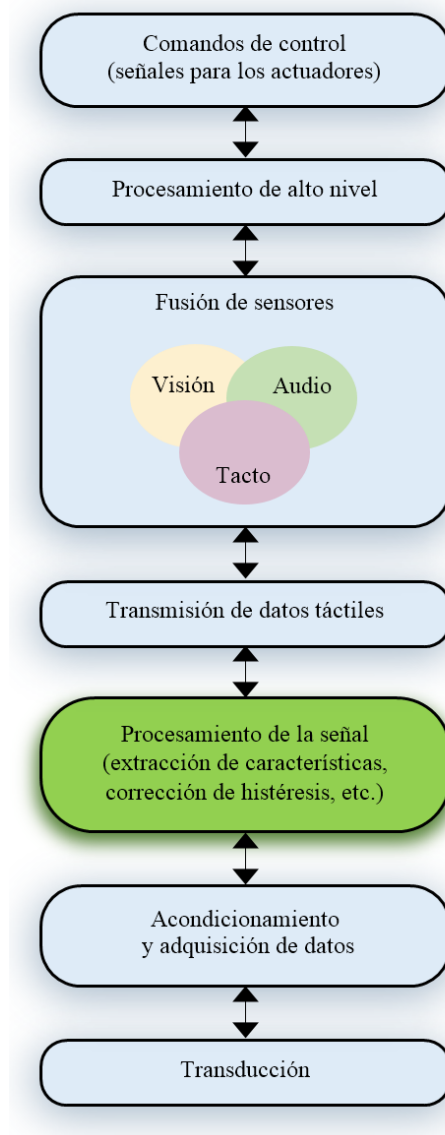 Comandos de control
(señales para los actuadores)
Procesamiento de alto nivel
Fusión de sensores
Visión
Audio
Tacto
Transmisión de datos táctiles
Procesamiento de la señal
(extracción de características,
corrección de histéresis, etc.)
Acondicionamiento
y adquisición de datos
Transducción